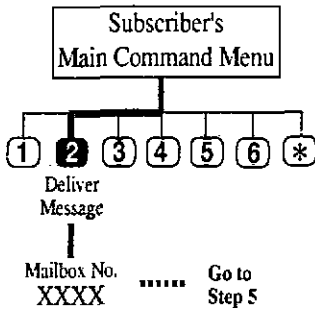 Subscriber's
Main Command Menu
1 2 3 4 5 6 *
Deliver
Message
Mailbox No. Go to
XXXX Step 5